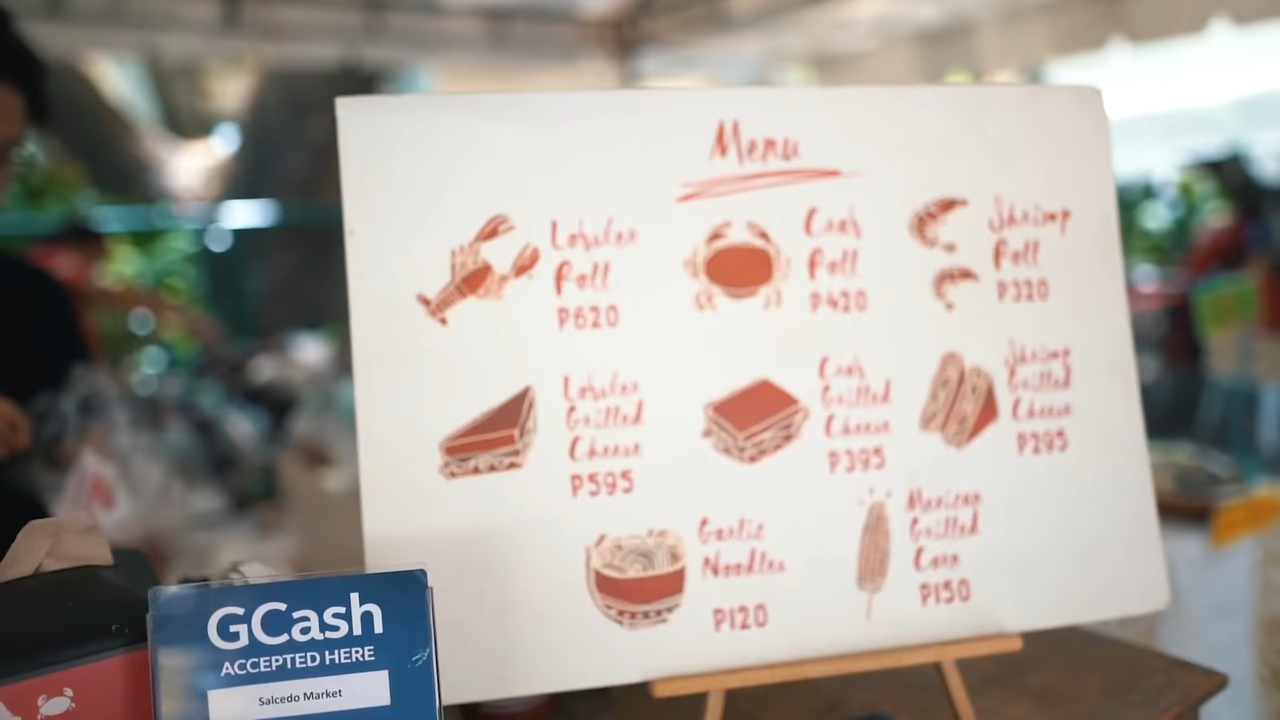 Menu
Lobster
Roll
P620
Crab
Roll
P420
Shrimp
Roll
P320
Lobster
Grilled
Cheese
P595
Crab
Grilled
Cheese
P395
Shrimp
Grilled
Cheese
P295
Garlic
Noodles
P120
Mexican
Grilled
Corn
P150
GCash
ACCEPTED HERE
Salcedo Market